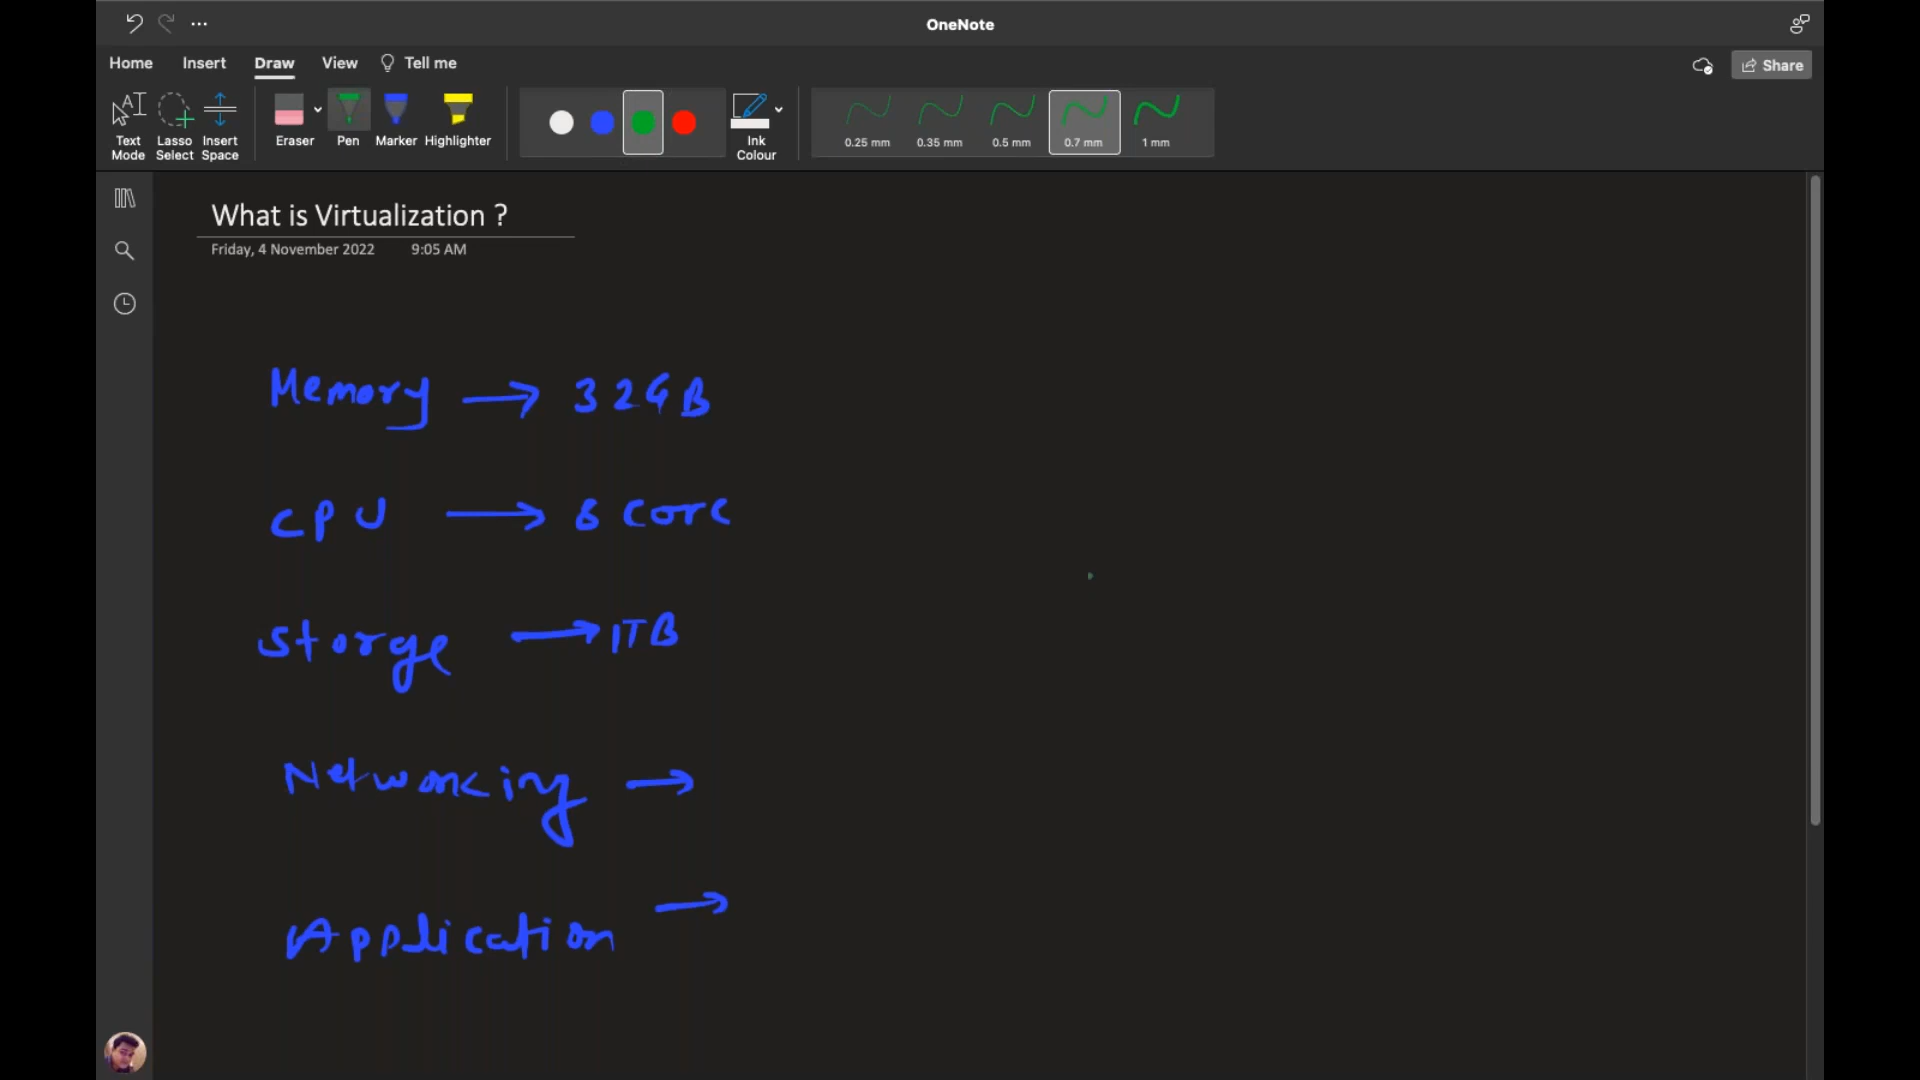 OneNote
Home Insert Draw View Tell me
Share
Text Mode
Lasso Select
Insert Space
Eraser
Pen
Marker
Highlighter
Ink Colour
0.25 mm
0.35 mm
0.5 mm
0.7 mm
1 mm
What is Virtualization ?
Friday, 4 November 2022 9:05 AM
Memory → 32GB
CPU → 8 Core
Storge → 1TB
Networking →
Application →